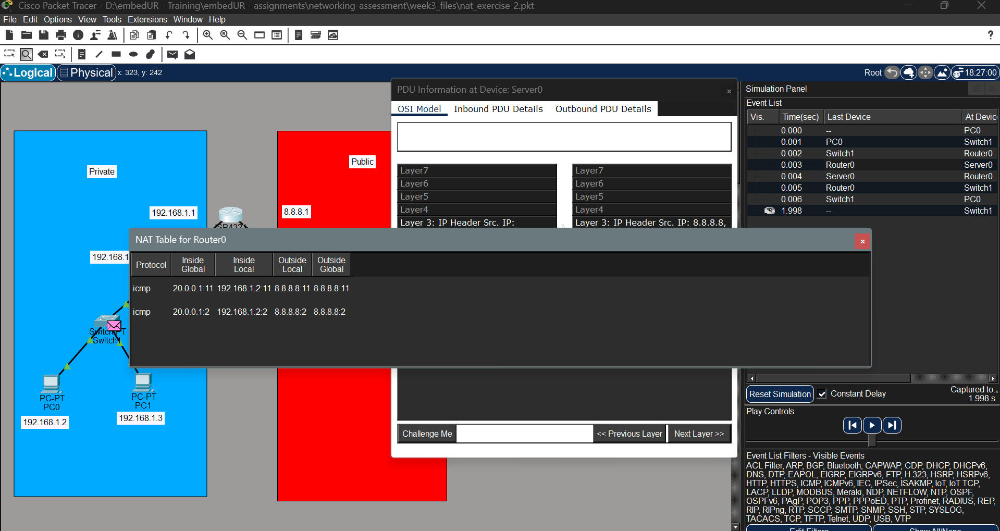 Cisco Packet Tracer - D:\embedUR - Training\embedUR - assignments\networking-assessment\week3_files\nat_exercise-2.pkt
File Edit Options View Tools Extensions Window Help
?
Logical Physical x: 323, y: 242
Root 18:27:00
Private
192.168.1.1
192.168.1
Switch1
PC-PT
PC0
192.168.1.2
PC-PT
PC1
192.168.1.3
Public
8.8.8.1
PDU Information at Device: Server0
OSI Model Inbound PDU Details Outbound PDU Details
Layer7 Layer7
Layer6 Layer6
Layer5 Layer5
Layer4 Layer4
Layer 3: IP Header Src. IP: Layer 3: IP Header Src. IP: 8.8.8.8,
Challenge Me << Previous Layer Next Layer >>
NAT Table for Router0
Protocol Inside Global Inside Local Outside Local Outside Global
icmp 20.0.0.1:11 192.168.1.2:11 8.8.8.8:11 8.8.8.8:11
icmp 20.0.0.1:2 192.168.1.2:2 8.8.8.8:2 8.8.8.8:2
Simulation Panel
Event List
Vis. Time(sec) Last Device At Devic
0.000 -- PC0
0.001 PC0 Switch1
0.002 Switch1 Router0
0.003 Router0 Server0
0.004 Server0 Router0
0.005 Router0 Switch1
0.006 Switch1 PC0
1.998 -- Switch1
Reset Simulation Constant Delay Captured to:*
1.998 s
Play Controls
Event List Filters - Visible Events
ACL Filter, ARP, BGP, Bluetooth, CAPWAP, CDP, DHCP, DHCPv6,
DNS, DTP, EAPOL, EIGRP, EIGRPv6, FTP, H.323, HSRP, HSRPv6,
HTTP, HTTPS, ICMP, ICMPv6, IEC, IPSec, ISAKMP, IoT, IoT TCP,
LACP, LLDP, MODBUS, Meraki, NDP, NETFLOW, NTP, OSPF,
OSPFv6, PAgP, POP3, PPP, PPPoED, PTP, Profinet, RADIUS, REP,
RIP, RIPng, RTP, SCCP, SMTP, SNMP, SSH, STP, SYSLOG,
TACACS, TCP, TFTP, Telnet, UDP, USB, VTP
Edit Filters Show All/None